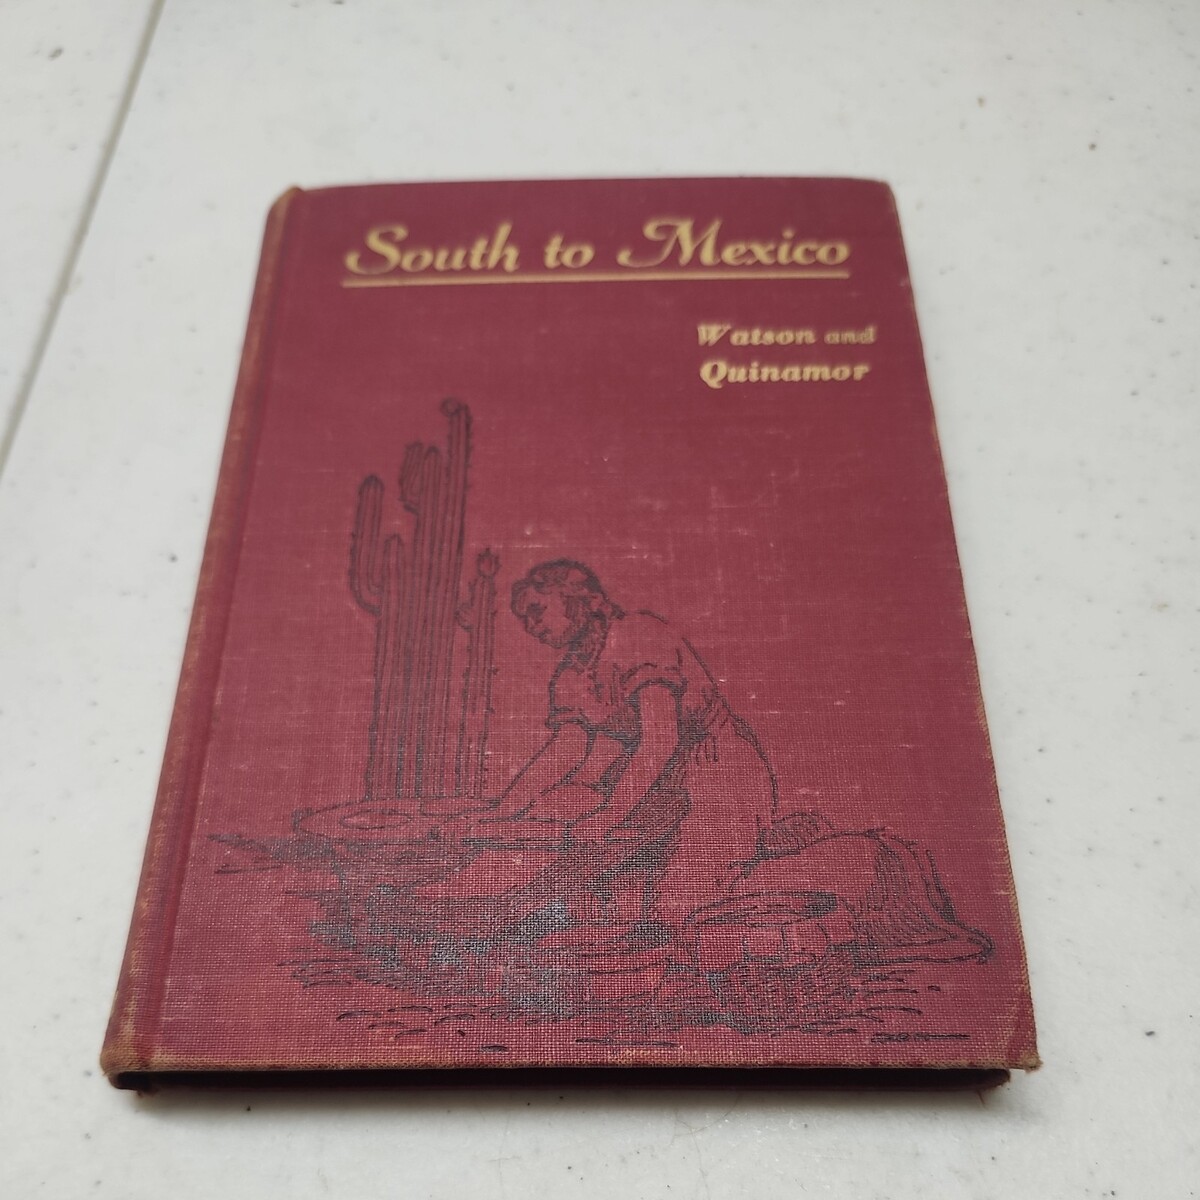 South to Mexico
Watson and
Quinamor